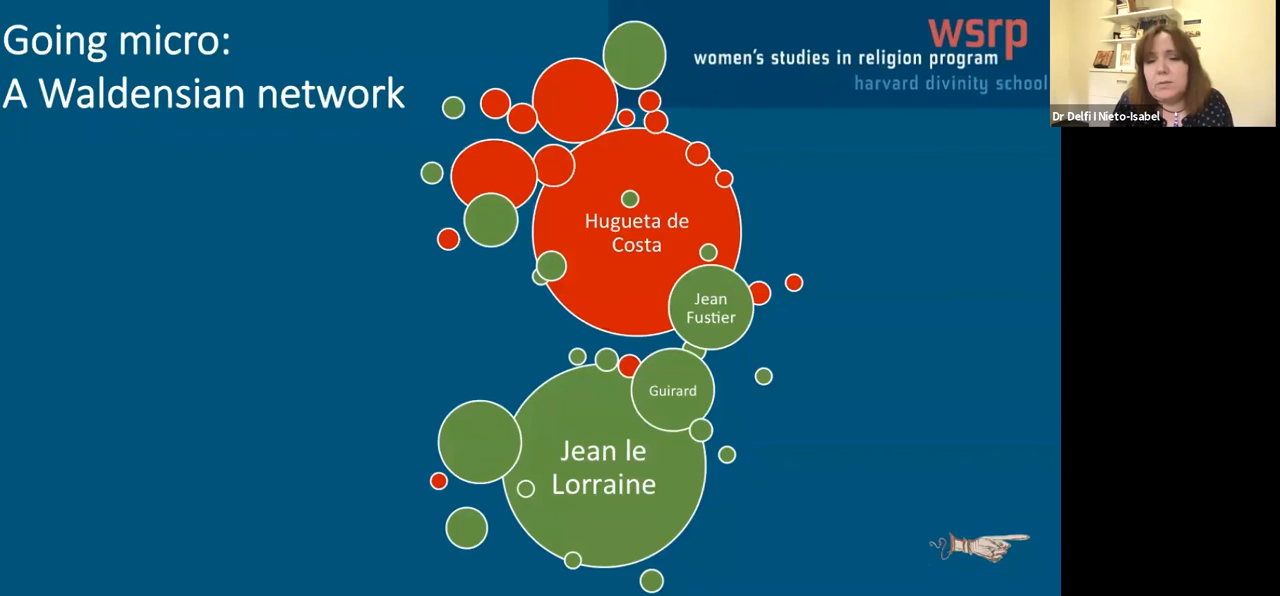 Going micro:
A Waldensian network
wsrp
women's studies in religion program
harvard divinity school
Dr Delfi I Nieto-Isabel
Hugueta de
Costa
Jean
Fustier
Guirard
Jean le
Lorraine